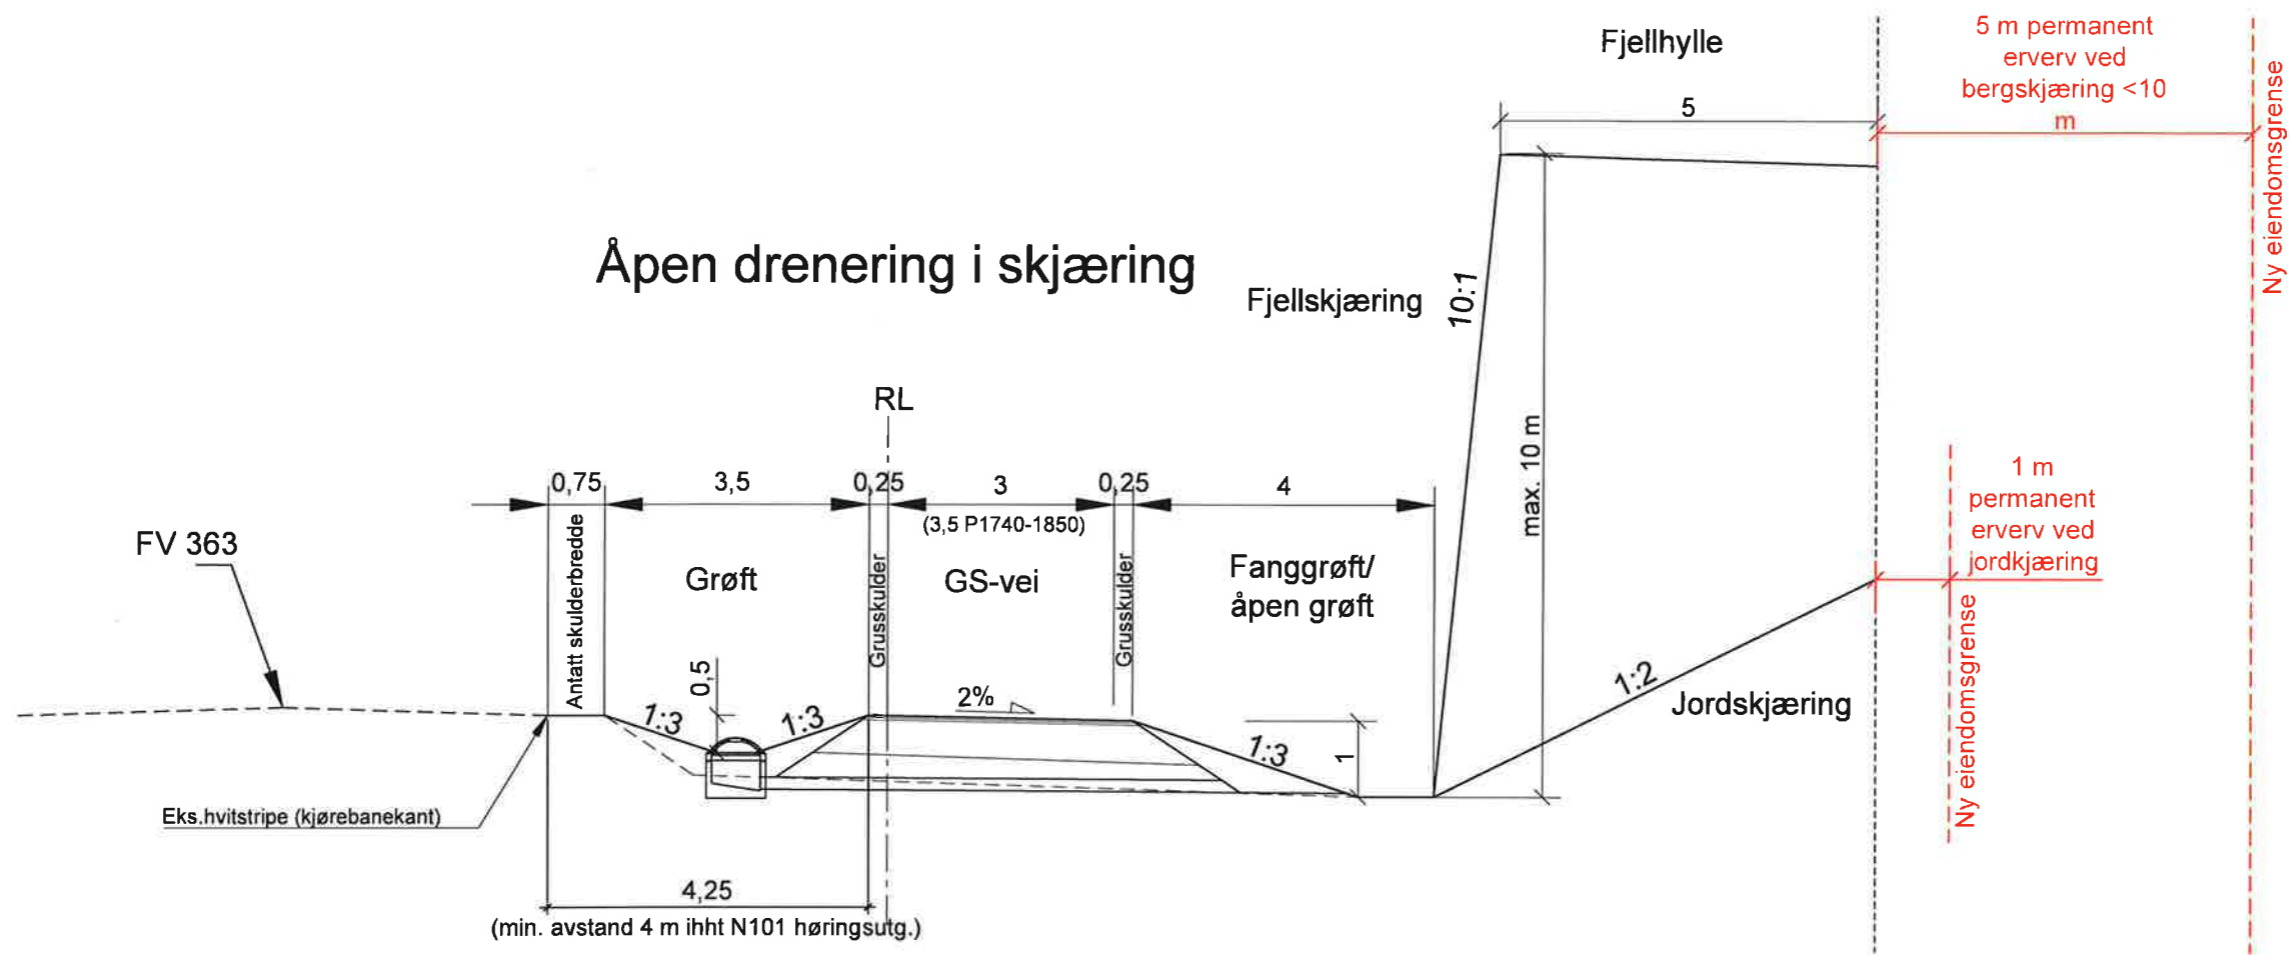 Fjellhylle
5 m permanent
erverv ved
bergskjæring <10
m
5
Ny eiendomsgrense
Åpen drenering i skjæring
Fjellskjæring
10:1
max. 10 m
RL
0,75
3,5
0,25
3
0,25
4
(3,5 P1740-1850)
1 m
permanent
erverv ved
jordkjæring
FV 363
Antatt skulderbredde
Grøft
Grusskulder
GS-vei
Grusskulder
Fanggrøft/
åpen grøft
Ny eiendomsgrense
0,5
1:3
1:3
2%
1:3
1
1:2
Jordskjæring
Eks.hvitstripe (kjørebanekant)
4,25
(min. avstand 4 m ihht N101 høringsutg.)